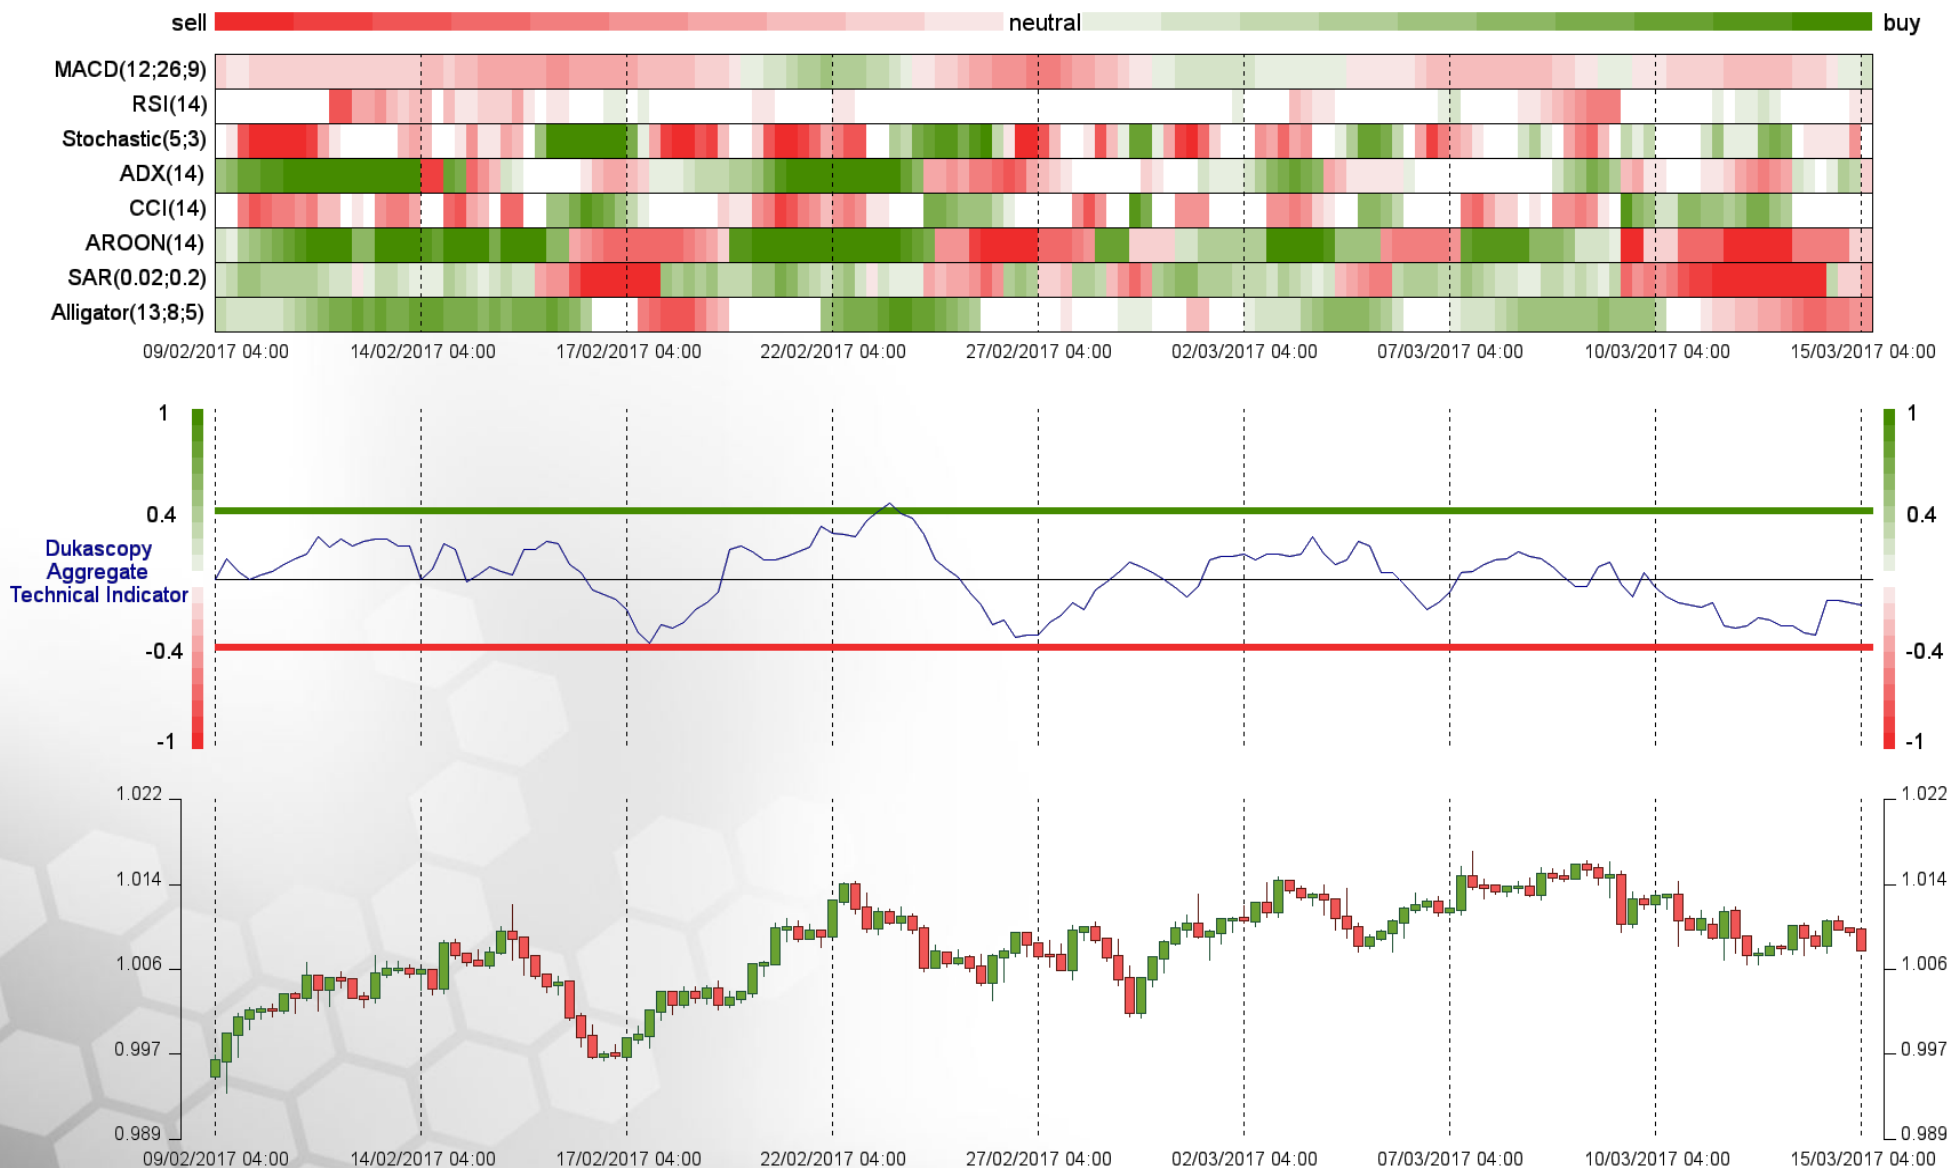 sell neutral buy
MACD(12;26;9)
RSI(14)
Stochastic(5;3)
ADX(14)
CCI(14)
AROON(14)
SAR(0.02;0.2)
Alligator(13;8;5)
09/02/2017 04:00 14/02/2017 04:00 17/02/2017 04:00 22/02/2017 04:00 27/02/2017 04:00 02/03/2017 04:00 07/03/2017 04:00 10/03/2017 04:00 15/03/2017 04:00
1 1
0.4 0.4
Dukascopy
Aggregate
Technical Indicator
-0.4 -0.4
-1 -1
1.022 1.022
1.014 1.014
1.006 1.006
0.997 0.997
0.989 0.989
09/02/2017 04:00 14/02/2017 04:00 17/02/2017 04:00 22/02/2017 04:00 27/02/2017 04:00 02/03/2017 04:00 07/03/2017 04:00 10/03/2017 04:00 15/03/2017 04:00